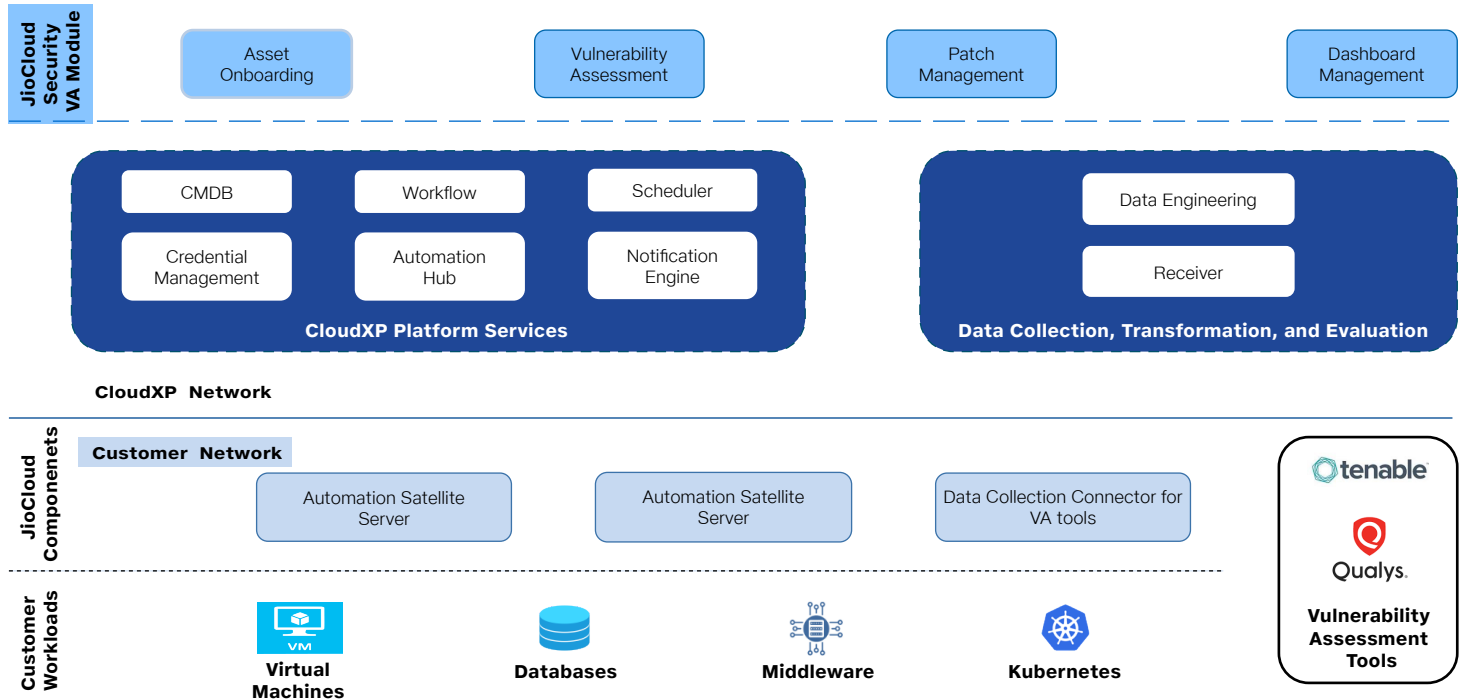 JioCloud
Security
VA Module
Asset
Onboarding
Vulnerability
Assessment
Patch
Management
Dashboard
Management
CMDB
Workflow
Scheduler
Credential
Management
Automation
Hub
Notification
Engine
CloudXP Platform Services
Data Engineering
Receiver
Data Collection, Transformation, and Evaluation
CloudXP Network
JioCloud
Componenets
Customer Network
Automation Satellite
Server
Automation Satellite
Server
Data Collection Connector for
VA tools
Customer
Workloads
VM
Virtual
Machines
Databases
Middleware
Kubernetes
tenable
Qualys.
Vulnerability
Assessment
Tools